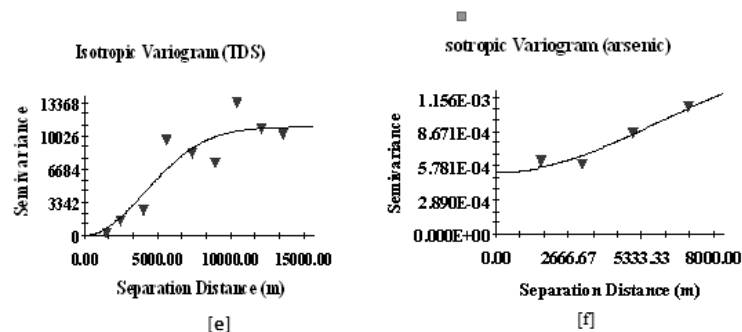 Isotropic Variogram (TDS)
13368
10026
6684
3342
0
Semivariance
0.00 5000.00 10000.00 15000.00
Separation Distance (m)
[e]
sotropic Variogram (arsenic)
1.156E-03
8.671E-04
5.781E-04
2.890E-04
0.000E+00
Semivariance
0.00 2666.67 5333.33 8000.00
Separation Distance (m)
[f]